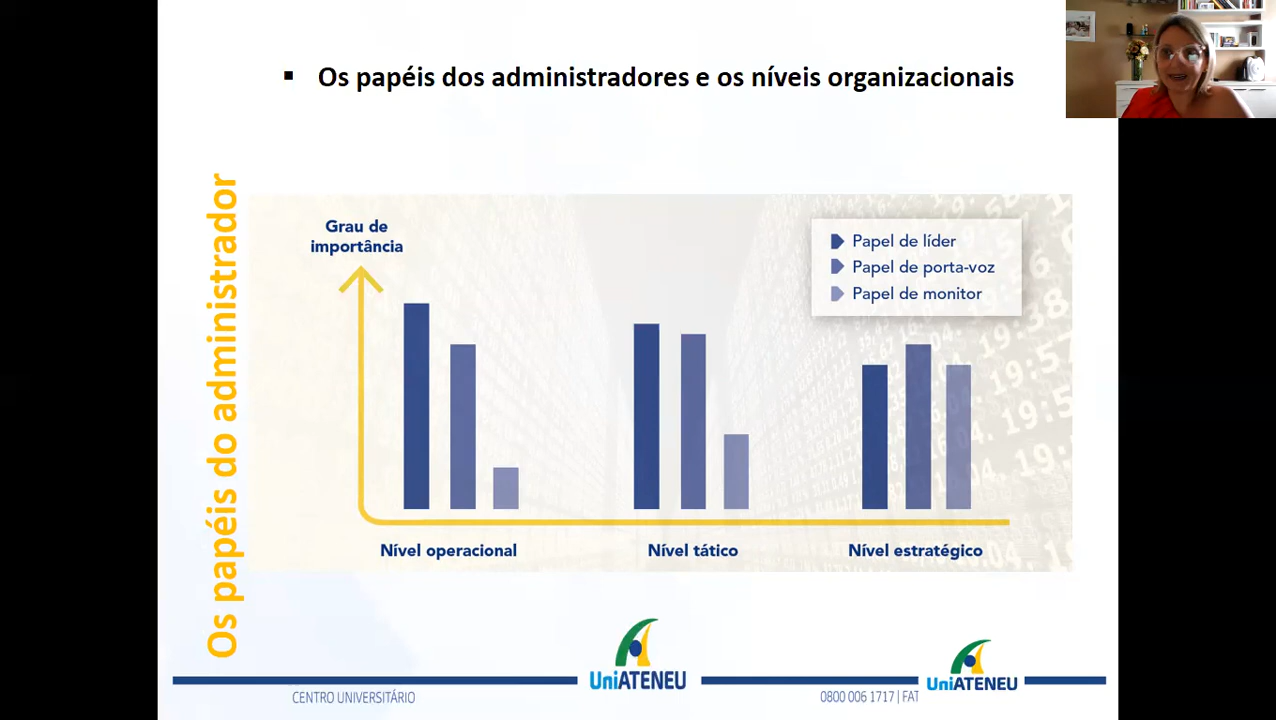 ▪ Os papéis dos administradores e os níveis organizacionais
Os papéis do administrador
Grau de
importância
Papel de líder
Papel de porta-voz
Papel de monitor
Nível operacional
Nível tático
Nível estratégico
UniATENEU
UniATENEU
CENTRO UNIVERSITÁRIO
0800 006 1717 | FAT